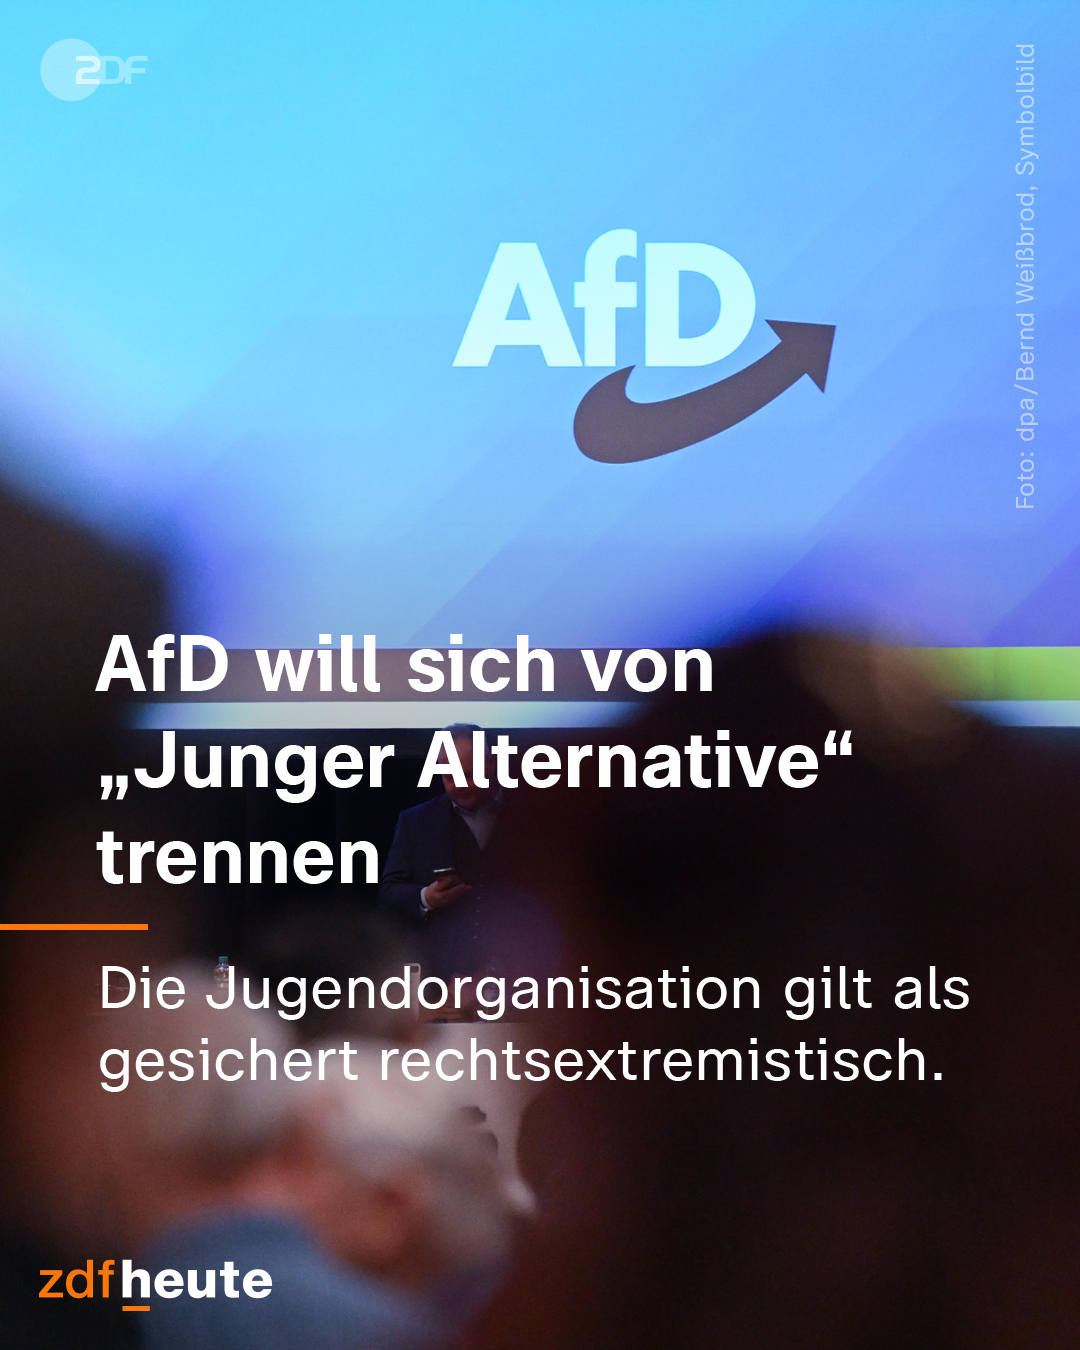 ZDF
Foto: dpa/Bernd Weißbrod, Symbolbild
AfD
AfD will sich von
„Junger Alternative“
trennen
Die Jugendorganisation gilt als
gesichert rechtsextremistisch.
zdfheute